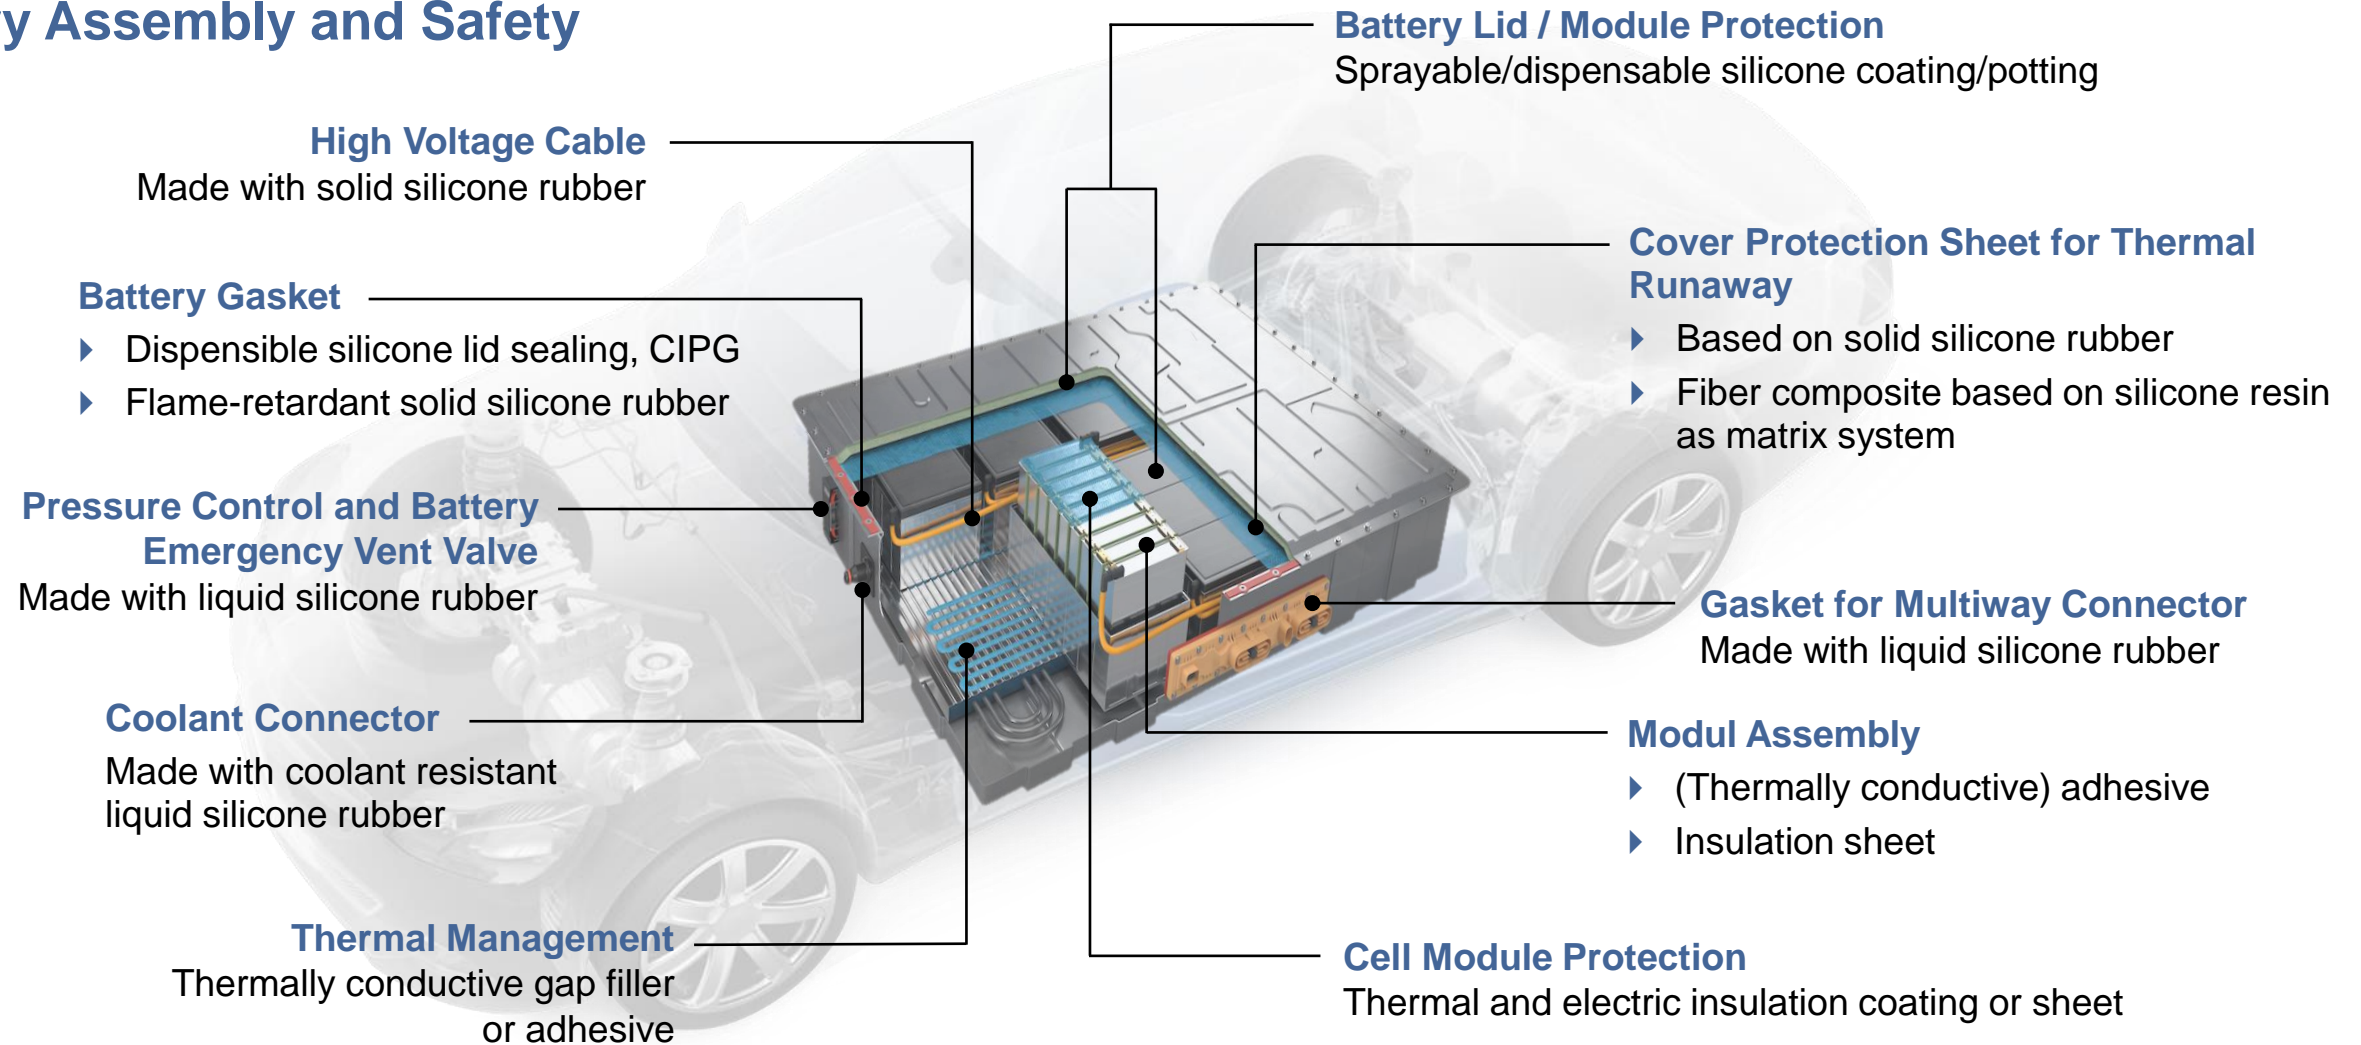 y Assembly and Safety
Battery Lid / Module Protection
Sprayable/dispensable silicone coating/potting
High Voltage Cable
Made with solid silicone rubber
Battery Gasket
Dispensible silicone lid sealing, CIPG
Flame-retardant solid silicone rubber
Cover Protection Sheet for Thermal
Runaway
Based on solid silicone rubber
Fiber composite based on silicone resin
as matrix system
Pressure Control and Battery
Emergency Vent Valve
Made with liquid silicone rubber
Gasket for Multiway Connector
Made with liquid silicone rubber
Coolant Connector
Made with coolant resistant
liquid silicone rubber
Modul Assembly
(Thermally conductive) adhesive
Insulation sheet
Thermal Management
Thermally conductive gap filler
or adhesive
Cell Module Protection
Thermal and electric insulation coating or sheet